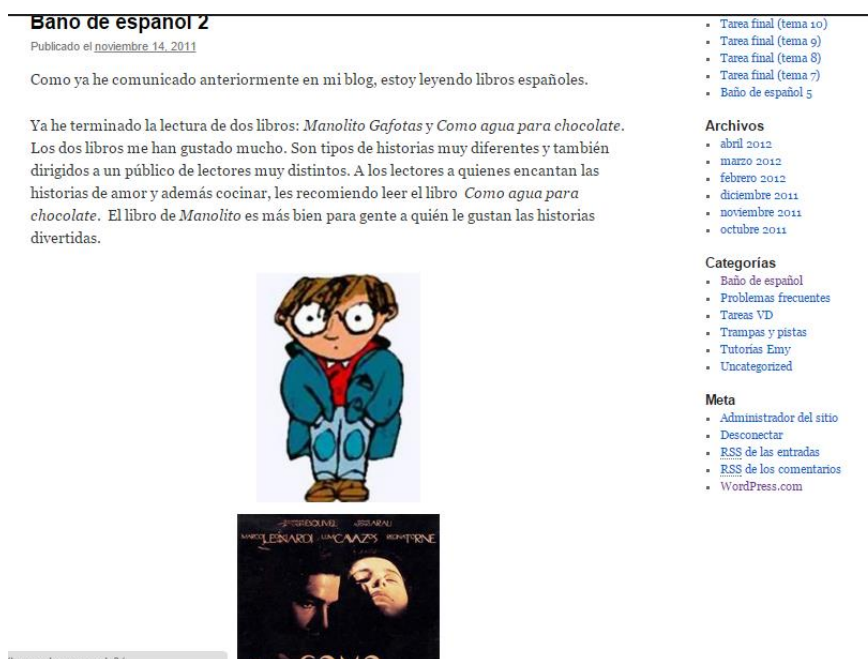 Baño de español 2
Publicado el noviembre 14, 2011
Como ya he comunicado anteriormente en mi blog, estoy leyendo libros españoles.
Ya he terminado la lectura de dos libros: Manolito Gafotas y Como agua para chocolate.
Los dos libros me han gustado mucho. Son tipos de historias muy diferentes y también
dirigidos a un público de lectores muy distintos. A los lectores a quienes encantan las
historias de amor y además cocinar, les recomiendo leer el libro Como agua para
chocolate. El libro de Manolito es más bien para gente a quién le gustan las historias
divertidas.
MARCO LEONARDI LUMI CAVAZOS REGINA TORNE
COMO
Tarea final (tema 10)
Tarea final (tema 9)
Tarea final (tema 8)
Tarea final (tema 7)
Baño de español 5
Archivos
abril 2012
marzo 2012
febrero 2012
diciembre 2011
noviembre 2011
octubre 2011
Categorías
Baño de español
Problemas frecuentes
Tareas VD
Trampas y pistas
Tutorías Emy
Uncategorized
Meta
Administrador del sitio
Desconectar
RSS de las entradas
RSS de los comentarios
WordPress.com